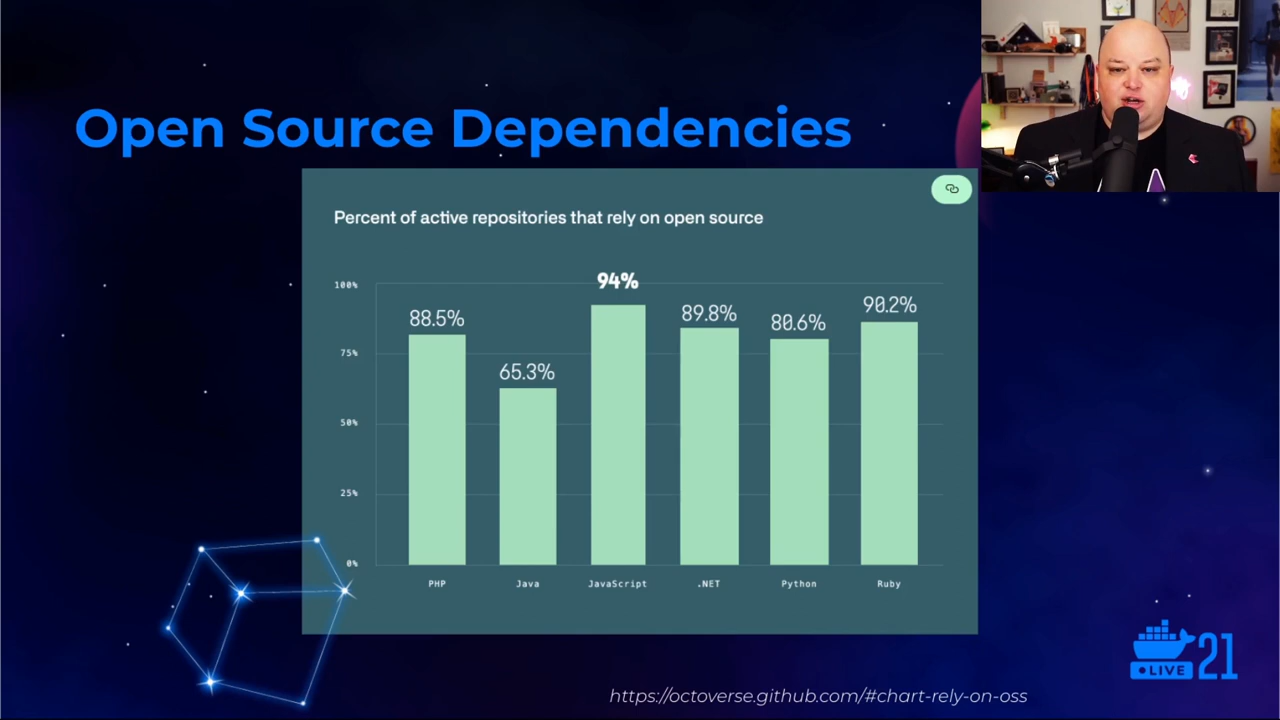 Open Source Dependencies
Percent of active repositories that rely on open source
100%
75%
50%
25%
0%
88.5%
65.3%
94%
89.8%
80.6%
90.2%
PHP
Java
JavaScript
.NET
Python
Ruby
LIVE 21
https://octoverse.github.com/#chart-rely-on-oss